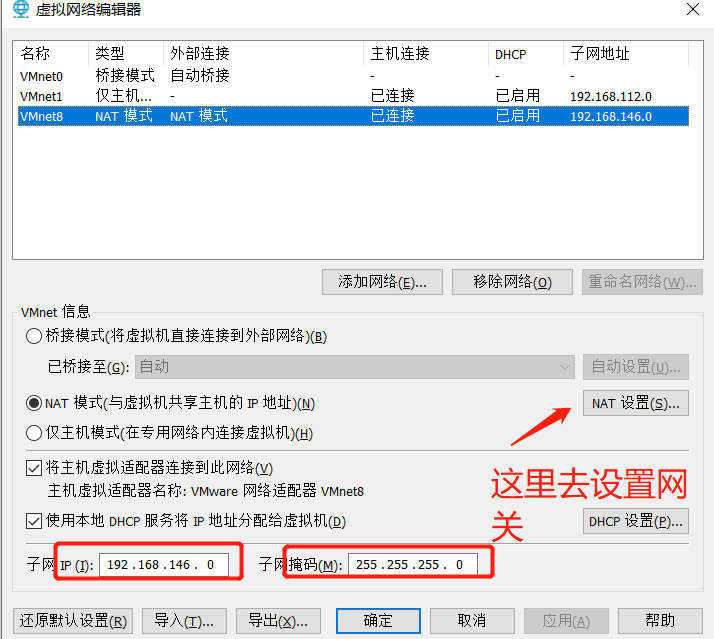 虚拟网络编辑器
名称 类型 外部连接 主机连接 DHCP 子网地址
VMnet0 桥接模式 自动桥接 - - -
VMnet1 仅主机... - 已连接 已启用 192.168.112.0
VMnet8 NAT 模式 NAT 模式 已连接 已启用 192.168.146.0
添加网络(E)... 移除网络(O) 重命名网络(W)...
VMnet 信息
桥接模式(将虚拟机直接连接到外部网络)(B)
已桥接至(G): 自动 自动设置(U)...
NAT 模式(与虚拟机共享主机的 IP 地址)(N) NAT 设置(S)...
仅主机模式(在专用网络内连接虚拟机)(H)
将主机虚拟适配器连接到此网络(V)
主机虚拟适配器名称: VMware 网络适配器 VMnet8
这里去设置网
关
使用本地 DHCP 服务将 IP 地址分配给虚拟机(D) DHCP 设置(P)...
子网 IP (I): 192.168.146. 0 子网掩码(M): 255.255.255. 0
还原默认设置(R) 导入(T)... 导出(X)... 确定 取消 应用(A) 帮助